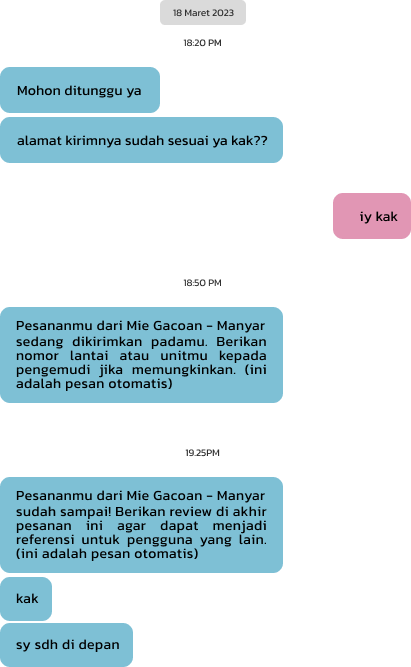 18 Maret 2023
18:20 PM
Mohon ditunggu ya
alamat kirimnya sudah sesuai ya kak??
iy kak
18:50 PM
Pesananmu dari Mie Gacoan - Manyar
sedang dikirimkan padamu. Berikan
nomor lantai atau unitmu kepada
pengemudi jika memungkinkan. (ini
adalah pesan otomatis)
19.25PM
Pesananmu dari Mie Gacoan - Manyar
sudah sampai! Berikan review di akhir
pesanan ini agar dapat menjadi
referensi untuk pengguna yang lain.
(ini adalah pesan otomatis)
kak
sy sdh di depan